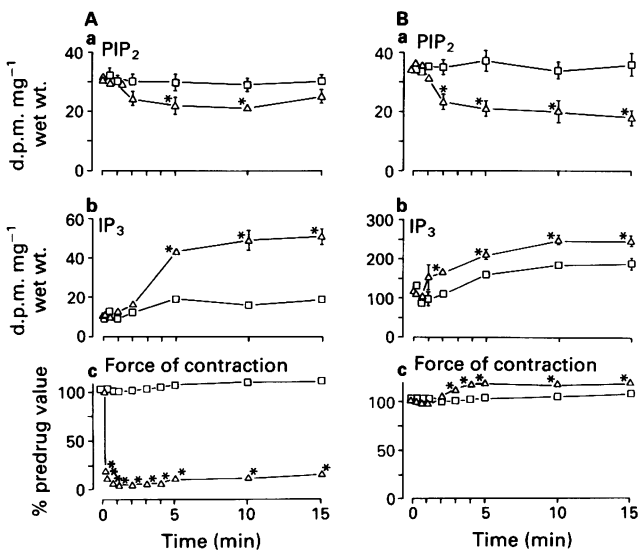 A
B
a
PIP2
a
PIP2
d.p.m. mg−1
wet wt.
40
20
0
40
20
0
b
IP3
b
IP3
d.p.m. mg−1
wet wt.
60
40
20
0
300
200
100
0
c
Force of contraction
c
Force of contraction
% predrug value
100
50
0
100
50
0
0
5
10
15
0
5
10
15
Time (min)
Time (min)